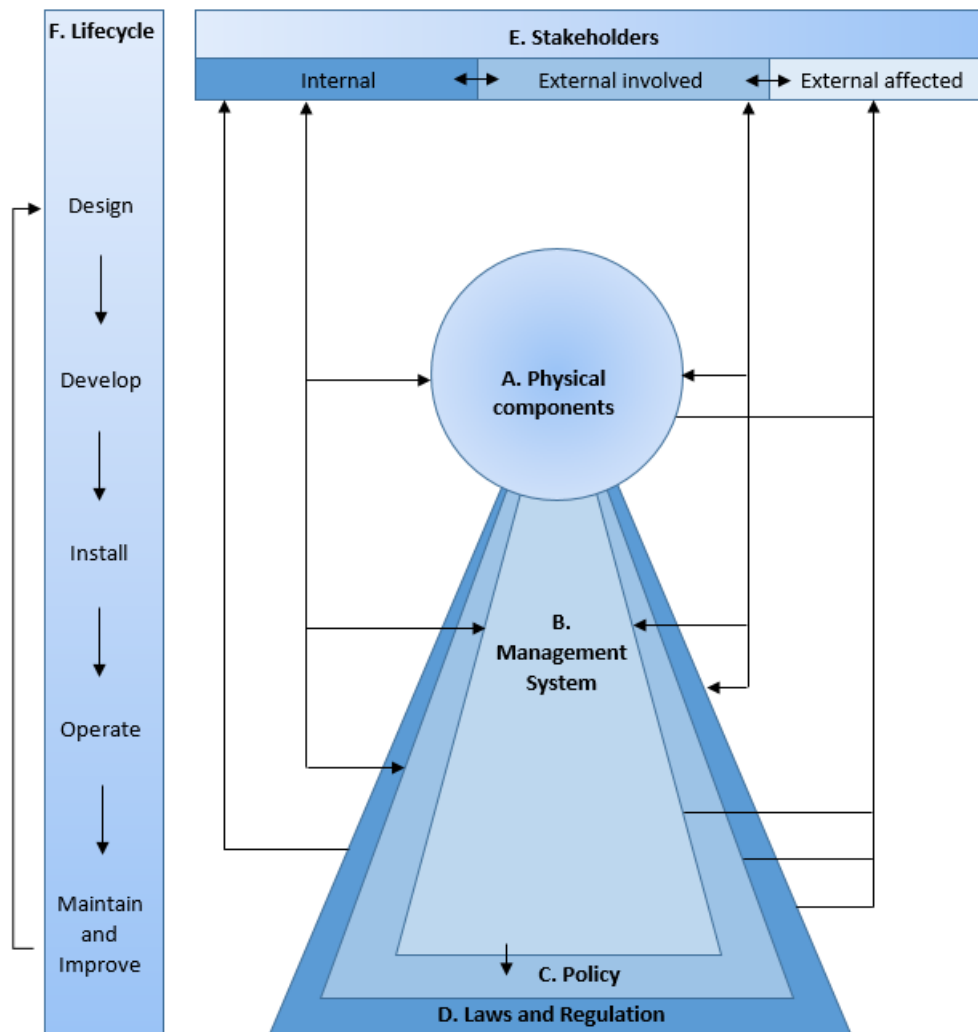 F. Lifecycle
E. Stakeholders
Internal
External involved
External affected
Design
Develop
Install
Operate
Maintain
and
Improve
A. Physical
components
B.
Management
System
C. Policy
D. Laws and Regulation